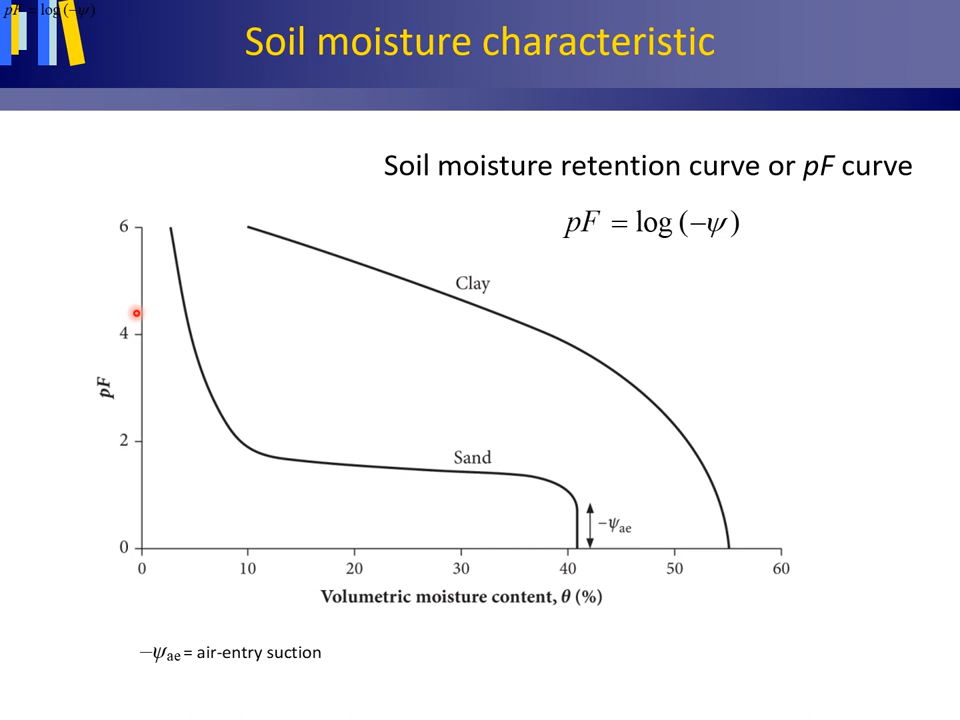 pF = log (−ψ)
Soil moisture characteristic
Soil moisture retention curve or pF curve
pF = log (−ψ)
6
Clay
4
pF
2
Sand
−ψae
0
0 10 20 30 40 50 60
Volumetric moisture content, θ (%)
−ψae = air-entry suction